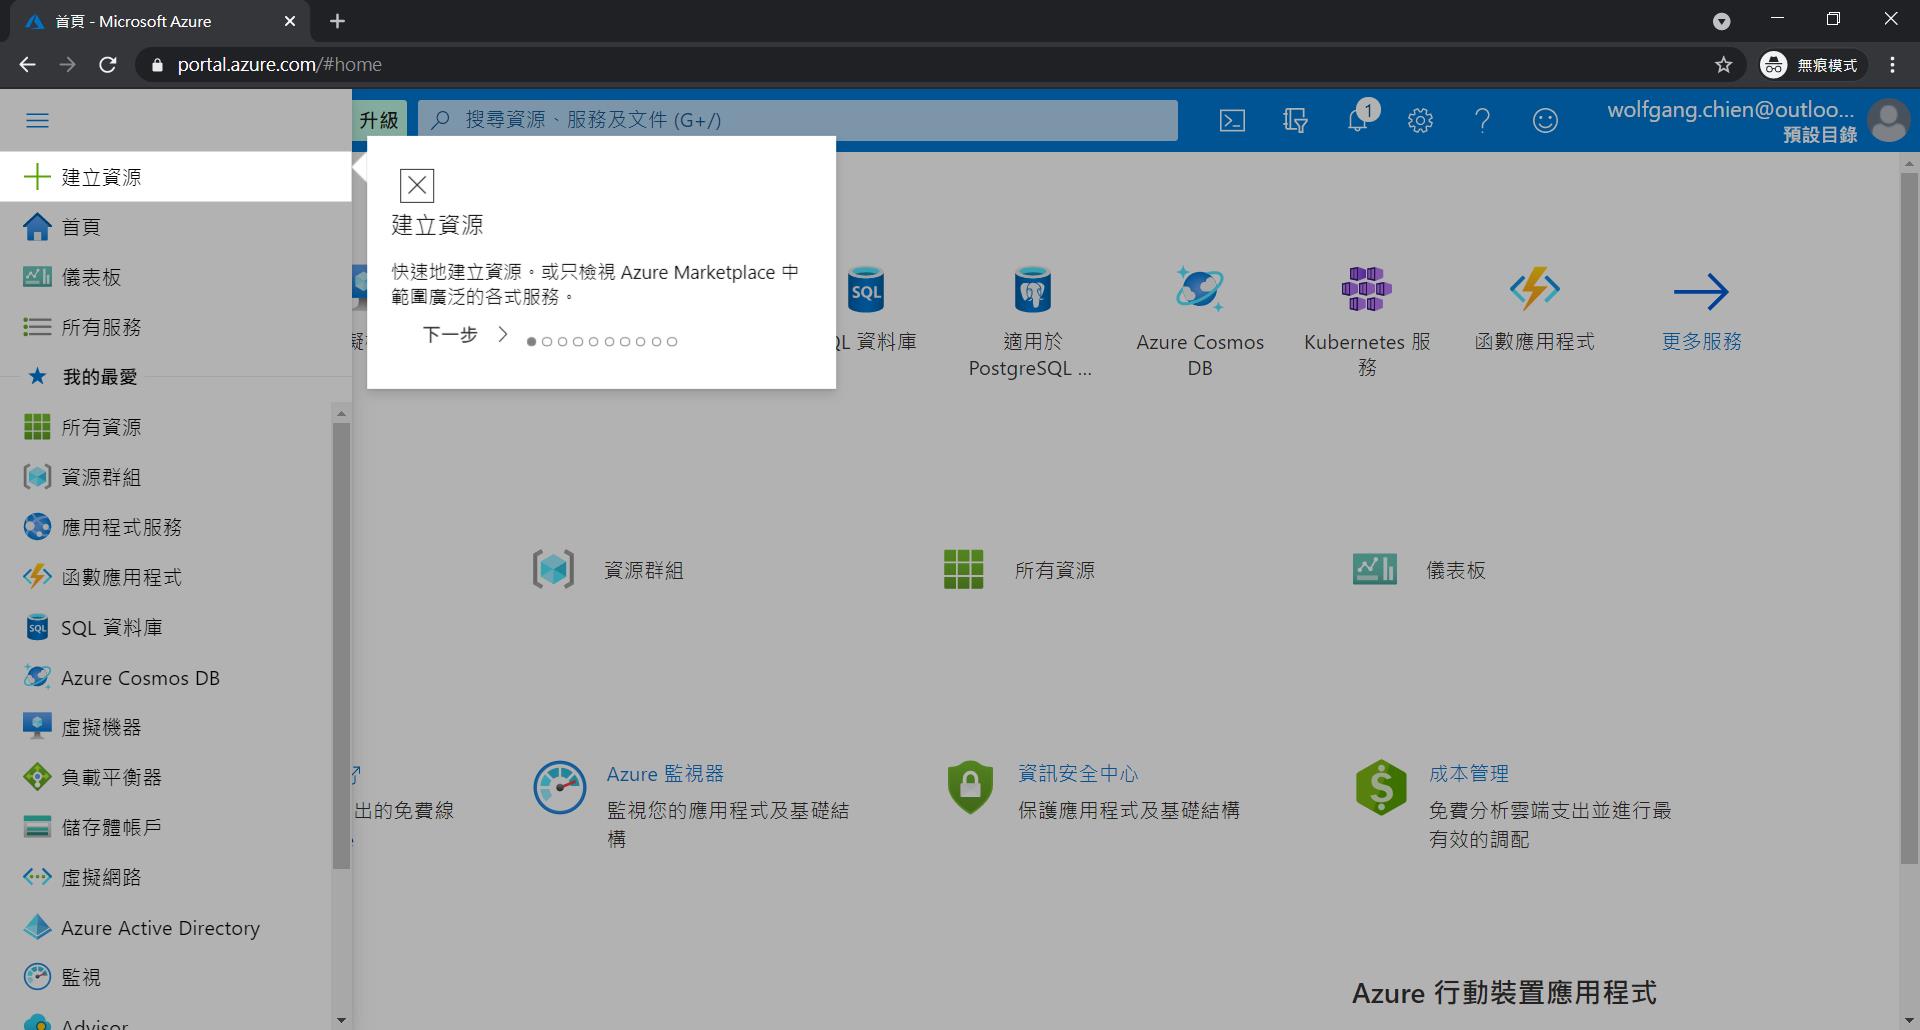 首頁 - Microsoft Azure
portal.azure.com/#home
無痕模式
升級
搜尋資源、服務及文件 (G+/)
1
wolfgang.chien@outloo...
預設目錄
建立資源
首頁
儀表板
所有服務
我的最愛
所有資源
資源群組
應用程式服務
函數應用程式
SQL 資料庫
Azure Cosmos DB
虛擬機器
負載平衡器
儲存體帳戶
虛擬網路
Azure Active Directory
監視
Advisor
建立資源
快速地建立資源。或只檢視 Azure Marketplace 中
範圍廣泛的各式服務。
下一步
SQL
QL 資料庫
適用於
PostgreSQL ...
Azure Cosmos
DB
Kubernetes 服
務
函數應用程式
更多服務
資源群組
所有資源
儀表板
出的免費線
Azure 監視器
監視您的應用程式及基礎結
構
資訊安全中心
保護應用程式及基礎結構
成本管理
免費分析雲端支出並進行最
有效的調配
Azure 行動裝置應用程式